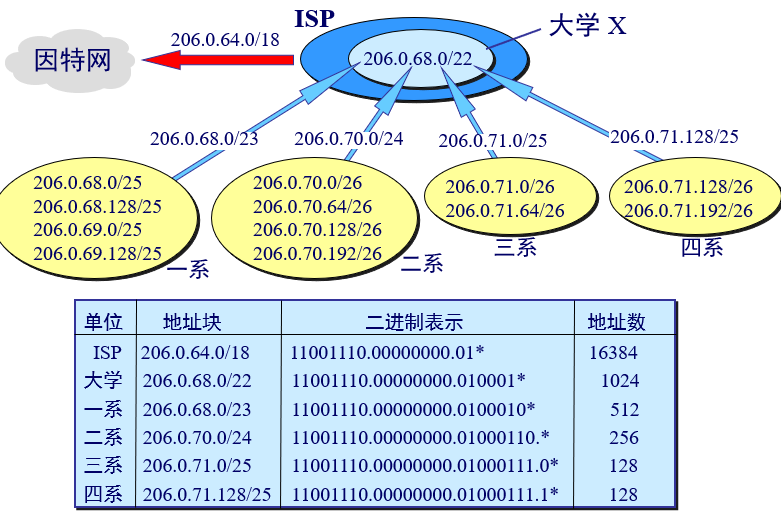 ISP
大学 X
206.0.64.0/18
因特网
206.0.68.0/22
206.0.68.0/23
206.0.70.0/24
206.0.71.0/25
206.0.71.128/25
206.0.68.0/25
206.0.68.128/25
206.0.69.0/25
206.0.69.128/25
一系
206.0.70.0/26
206.0.70.64/26
206.0.70.128/26
206.0.70.192/26
二系
206.0.71.0/26
206.0.71.64/26
三系
206.0.71.128/26
206.0.71.192/26
四系
单位 地址块 二进制表示 地址数
ISP 206.0.64.0/18 11001110.00000000.01* 16384
大学 206.0.68.0/22 11001110.00000000.010001* 1024
一系 206.0.68.0/23 11001110.00000000.0100010* 512
二系 206.0.70.0/24 11001110.00000000.01000110.* 256
三系 206.0.71.0/25 11001110.00000000.01000111.0* 128
四系 206.0.71.128/25 11001110.00000000.01000111.1* 128